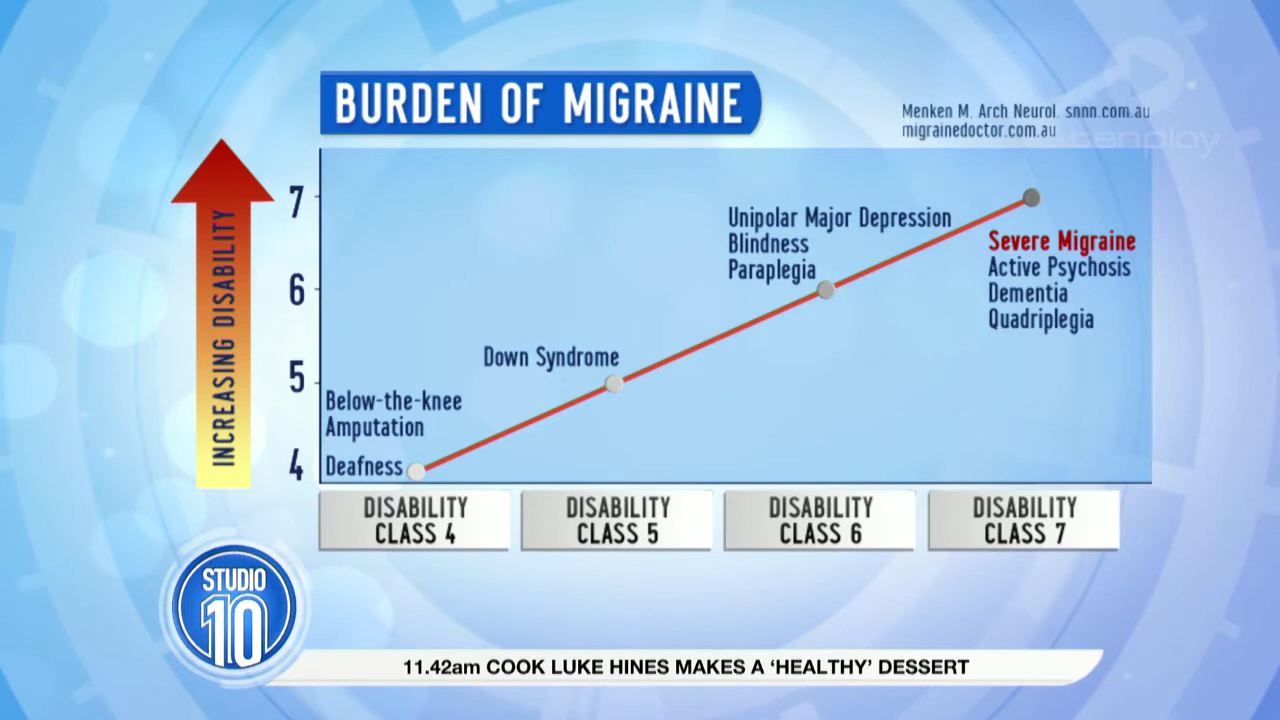 BURDEN OF MIGRAINE
Menken M. Arch Neurol. snnn.com.au
migrainedoctor.com.au
tenplay
INCREASING DISABILITY
7
6
5
4
Unipolar Major Depression
Blindness
Paraplegia
Severe Migraine
Active Psychosis
Dementia
Quadriplegia
Down Syndrome
Below-the-knee
Amputation
Deafness
DISABILITY
CLASS 4
DISABILITY
CLASS 5
DISABILITY
CLASS 6
DISABILITY
CLASS 7
STUDIO
10
11.42am COOK LUKE HINES MAKES A ‘HEALTHY’ DESSERT